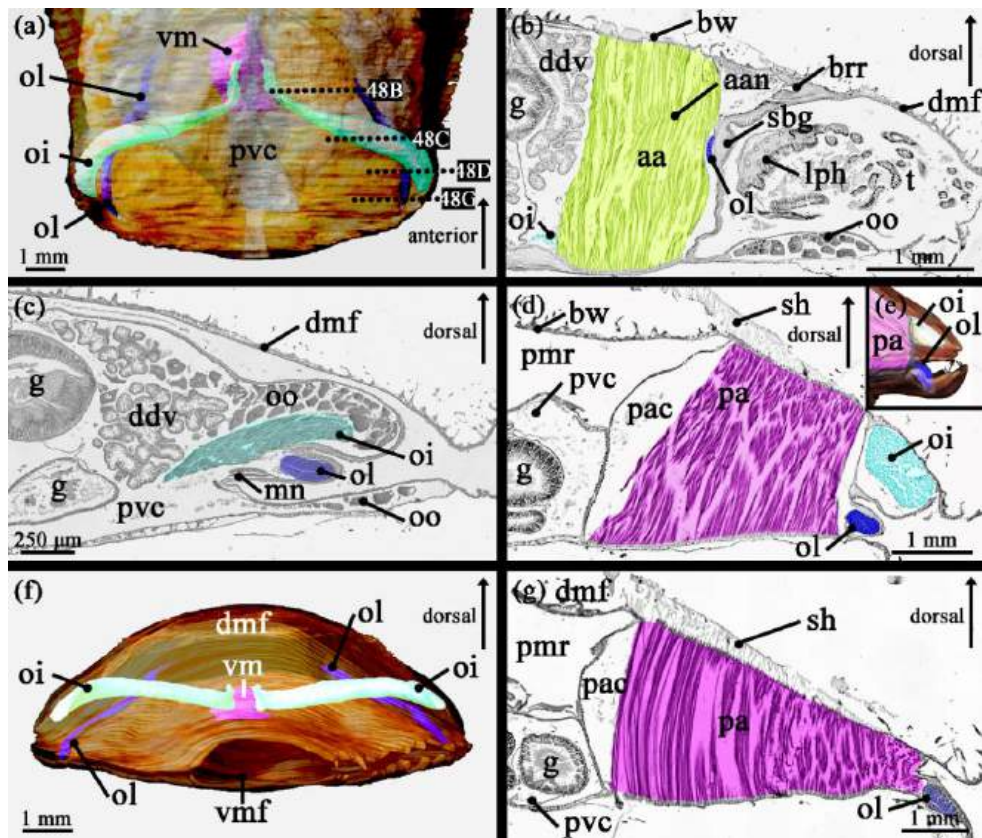 (a)
vm
ol
48B
48C
oi
pvc
48D
48G
ol
anterior
1 mm
(b)
bw
dorsal
ddv
aan
brr
dmf
g
sbg
aa
lph
t
oi
ol
oo
1 mm
(c)
dmf
dorsal
g
oo
ddv
oi
g
mn
ol
pvc
oo
250 µm
(d)
sh
(e)
oi
bw
dorsal
ol
pa
pmr
pvc
pa
pac
oi
g
ol
1 mm
(f)
dorsal
dmf
ol
oi
vm
oi
ol
vmf
1 mm
(g) dmf
dorsal
sh
pmr
pac
pa
g
ol
pvc
1 mm